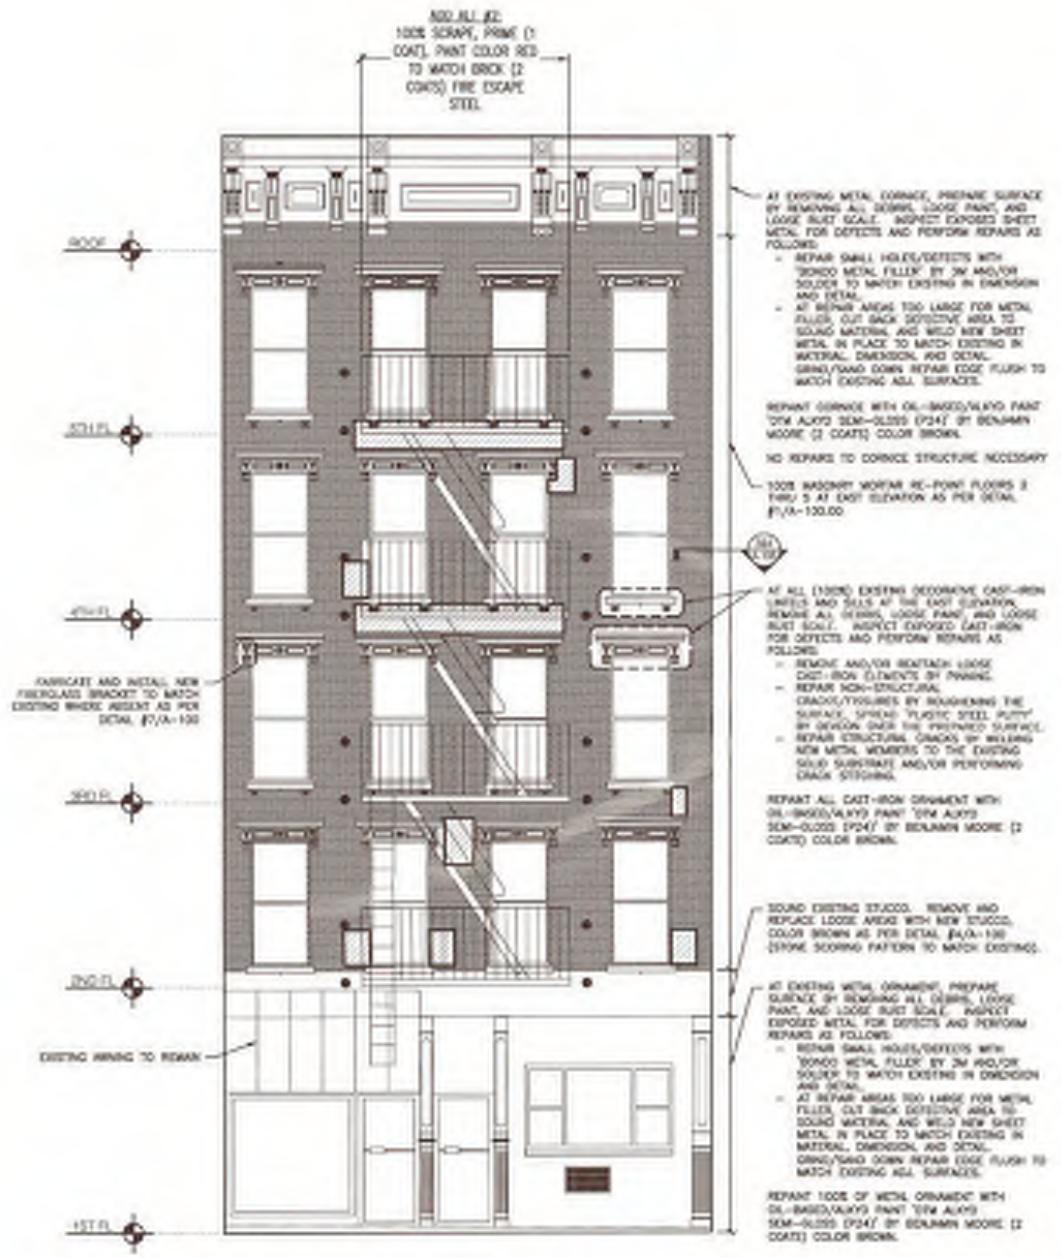 ADD ALT #2:
100% SCRAPE, PRIME (1
COAT), PAINT COLOR RED
TO MATCH BRICK (2
COATS) FIRE ESCAPE
STEEL
ROOF
5TH FL
4TH FL
FABRICATE AND INSTALL NEW
FIBERGLASS BRACKET TO MATCH
EXISTING WHERE ABSENT AS PER
DETAIL #7/A-100
3RD FL
2ND FL
EXISTING AWNING TO REMAIN
1ST FL
AT EXISTING METAL CORNICE, PREPARE SURFACE
BY REMOVING ALL DEBRIS, LOOSE PAINT, AND
LOOSE RUST SCALE. INSPECT EXPOSED SHEET
METAL FOR DEFECTS AND PERFORM REPAIRS AS
FOLLOWS:
- REPAIR SMALL HOLES/DEFECTS WITH
'BONDO METAL FILLER' BY 3M AND/OR
SOLDER TO MATCH EXISTING IN DIMENSION
AND DETAIL.
- AT REPAIR AREAS TOO LARGE FOR METAL
FILLER, CUT BACK DEFECTIVE AREA TO
SOUND MATERIAL AND WELD NEW SHEET
METAL IN PLACE TO MATCH EXISTING IN
MATERIAL, DIMENSION, AND DETAIL.
GRIND/SAND DOWN REPAIR EDGE FLUSH TO
MATCH EXISTING ADJ. SURFACES.
REPAINT CORNICE WITH OIL-BASED/ALKYD PAINT
'DTM ALKYD SEMI-GLOSS (P24)' BY BENJAMIN
MOORE (2 COATS) COLOR BROWN.
NO REPAIRS TO CORNICE STRUCTURE NECESSARY
100% MASONRY MORTAR RE-POINT FLOORS 2
THRU 5 AT EAST ELEVATION AS PER DETAIL
#1/A-100.00
AT ALL (100%) EXISTING DECORATIVE CAST-IRON
LINTELS AND SILLS AT THE EAST ELEVATION,
REMOVE ALL DEBRIS, LOOSE PAINT, AND LOOSE
RUST SCALE. INSPECT EXPOSED CAST-IRON
FOR DEFECTS AND PERFORM REPAIRS AS
FOLLOWS:
- REMOVE AND/OR REATTACH LOOSE
CAST-IRON ELEMENTS BY PINNING.
- REPAIR NON-STRUCTURAL
CRACKS/FISSURES BY ROUGHENING THE
SURFACE, SPREAD 'PLASTIC STEEL PUTTY'
BY DEVCON OVER THE PREPARED SURFACE.
- REPAIR STRUCTURAL CRACKS BY WELDING
NEW METAL MEMBERS TO THE EXISTING
SOLID SUBSTRATE AND/OR PERFORMING
CRACK STITCHING.
REPAINT ALL CAST-IRON ORNAMENT WITH
OIL-BASED/ALKYD PAINT 'DTM ALKYD
SEMI-GLOSS (P24)' BY BENJAMIN MOORE (2
COATS) COLOR BROWN.
SOUND EXISTING STUCCO. REMOVE AND
REPLACE LOOSE AREAS WITH NEW STUCCO,
COLOR BROWN AS PER DETAIL
(STONE SCORING PATTERN TO MATCH EXISTING).
AT EXISTING METAL ORNAMENT, PREPARE
SURFACE BY REMOVING ALL DEBRIS, LOOSE
PAINT, AND LOOSE RUST SCALE. INSPECT
EXPOSED METAL FOR DEFECTS AND PERFORM
REPAIRS AS FOLLOWS:
- REPAIR SMALL HOLES/DEFECTS WITH
'BONDO METAL FILLER' BY 3M AND/OR
SOLDER TO MATCH EXISTING IN DIMENSION
AND DETAIL.
- AT REPAIR AREAS TOO LARGE FOR METAL
FILLER, CUT BACK DEFECTIVE AREA TO
SOUND MATERIAL AND WELD NEW SHEET
METAL IN PLACE TO MATCH EXISTING IN
MATERIAL, DIMENSION, AND DETAIL.
GRIND/SAND DOWN REPAIR EDGE FLUSH TO
MATCH EXISTING ADJ. SURFACES.
REPAINT 100% OF METAL ORNAMENT WITH
OIL-BASED/ALKYD PAINT 'DTM ALKYD
SEMI-GLOSS (P24)' BY BENJAMIN MOORE (2
COATS) COLOR BROWN.